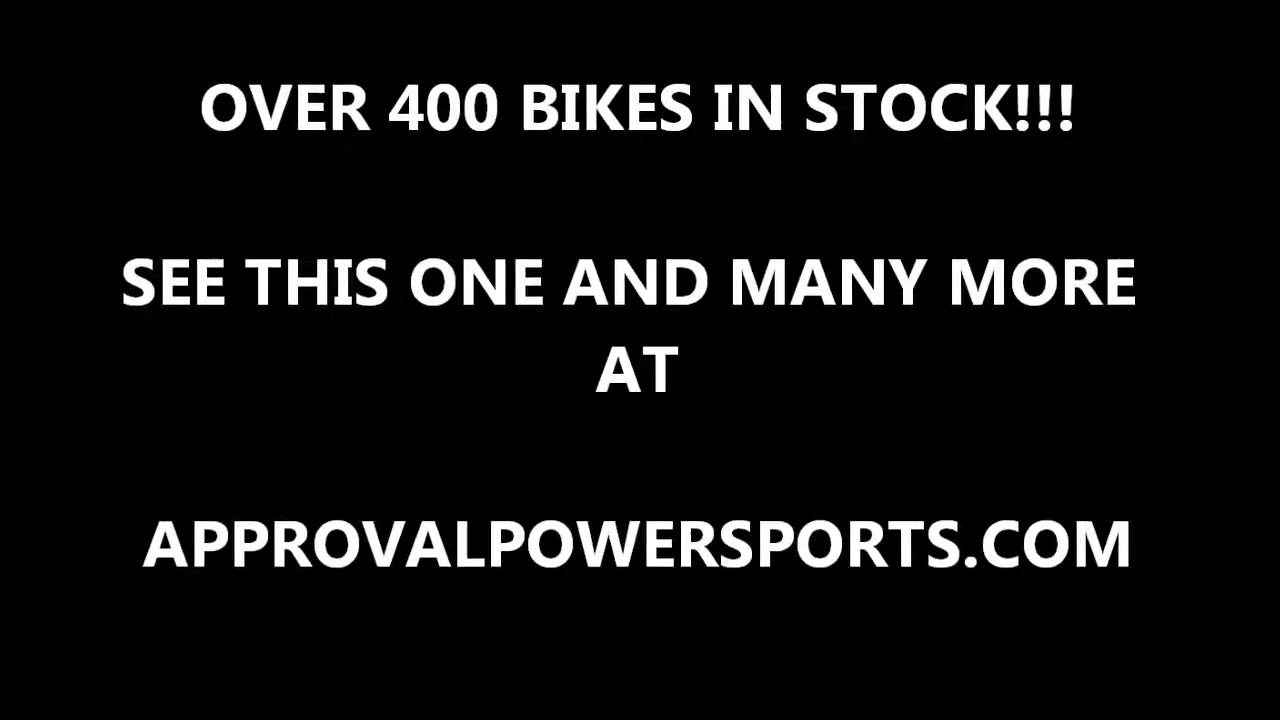 OVER 400 BIKES IN STOCK!!!
SEE THIS ONE AND MANY MORE
AT
APPROVALPOWERSPORTS.COM